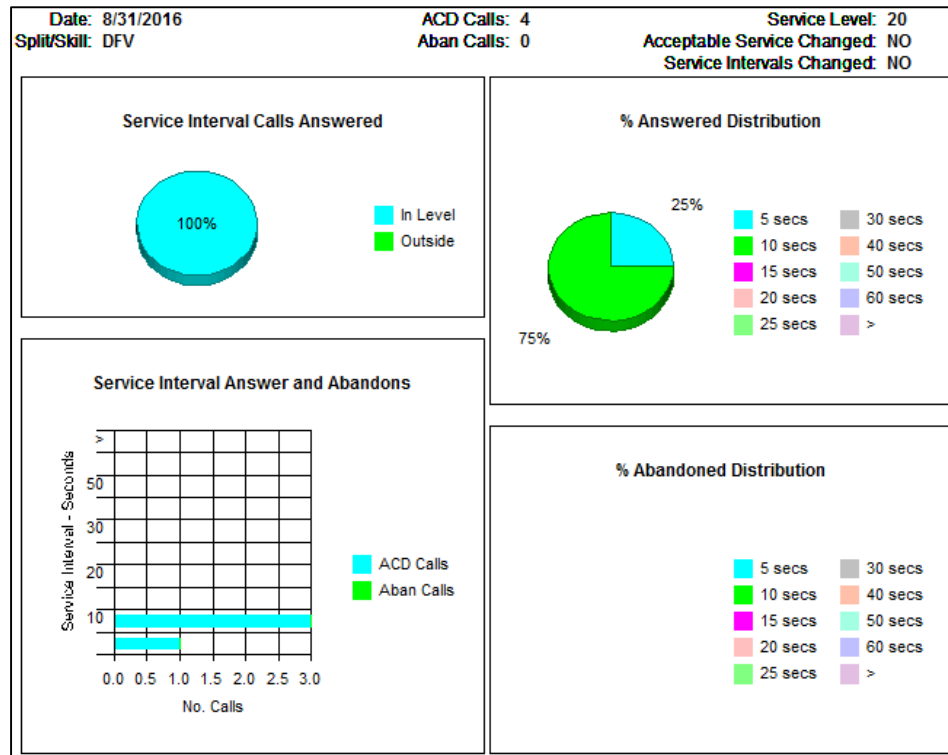 Date: 8/31/2016
ACD Calls: 4
Service Level: 20
Split/Skill: DFV
Aban Calls: 0
Acceptable Service Changed: NO
Service Intervals Changed: NO
Service Interval Calls Answered
100%
In Level
Outside
% Answered Distribution
25%
75%
5 secs
10 secs
15 secs
20 secs
25 secs
30 secs
40 secs
50 secs
60 secs
>
Service Interval Answer and Abandons
Service Interval - Seconds
>
50
30
20
10
0.0 0.5 1.0 1.5 2.0 2.5 3.0
No. Calls
ACD Calls
Aban Calls
% Abandoned Distribution
5 secs
10 secs
15 secs
20 secs
25 secs
30 secs
40 secs
50 secs
60 secs
>